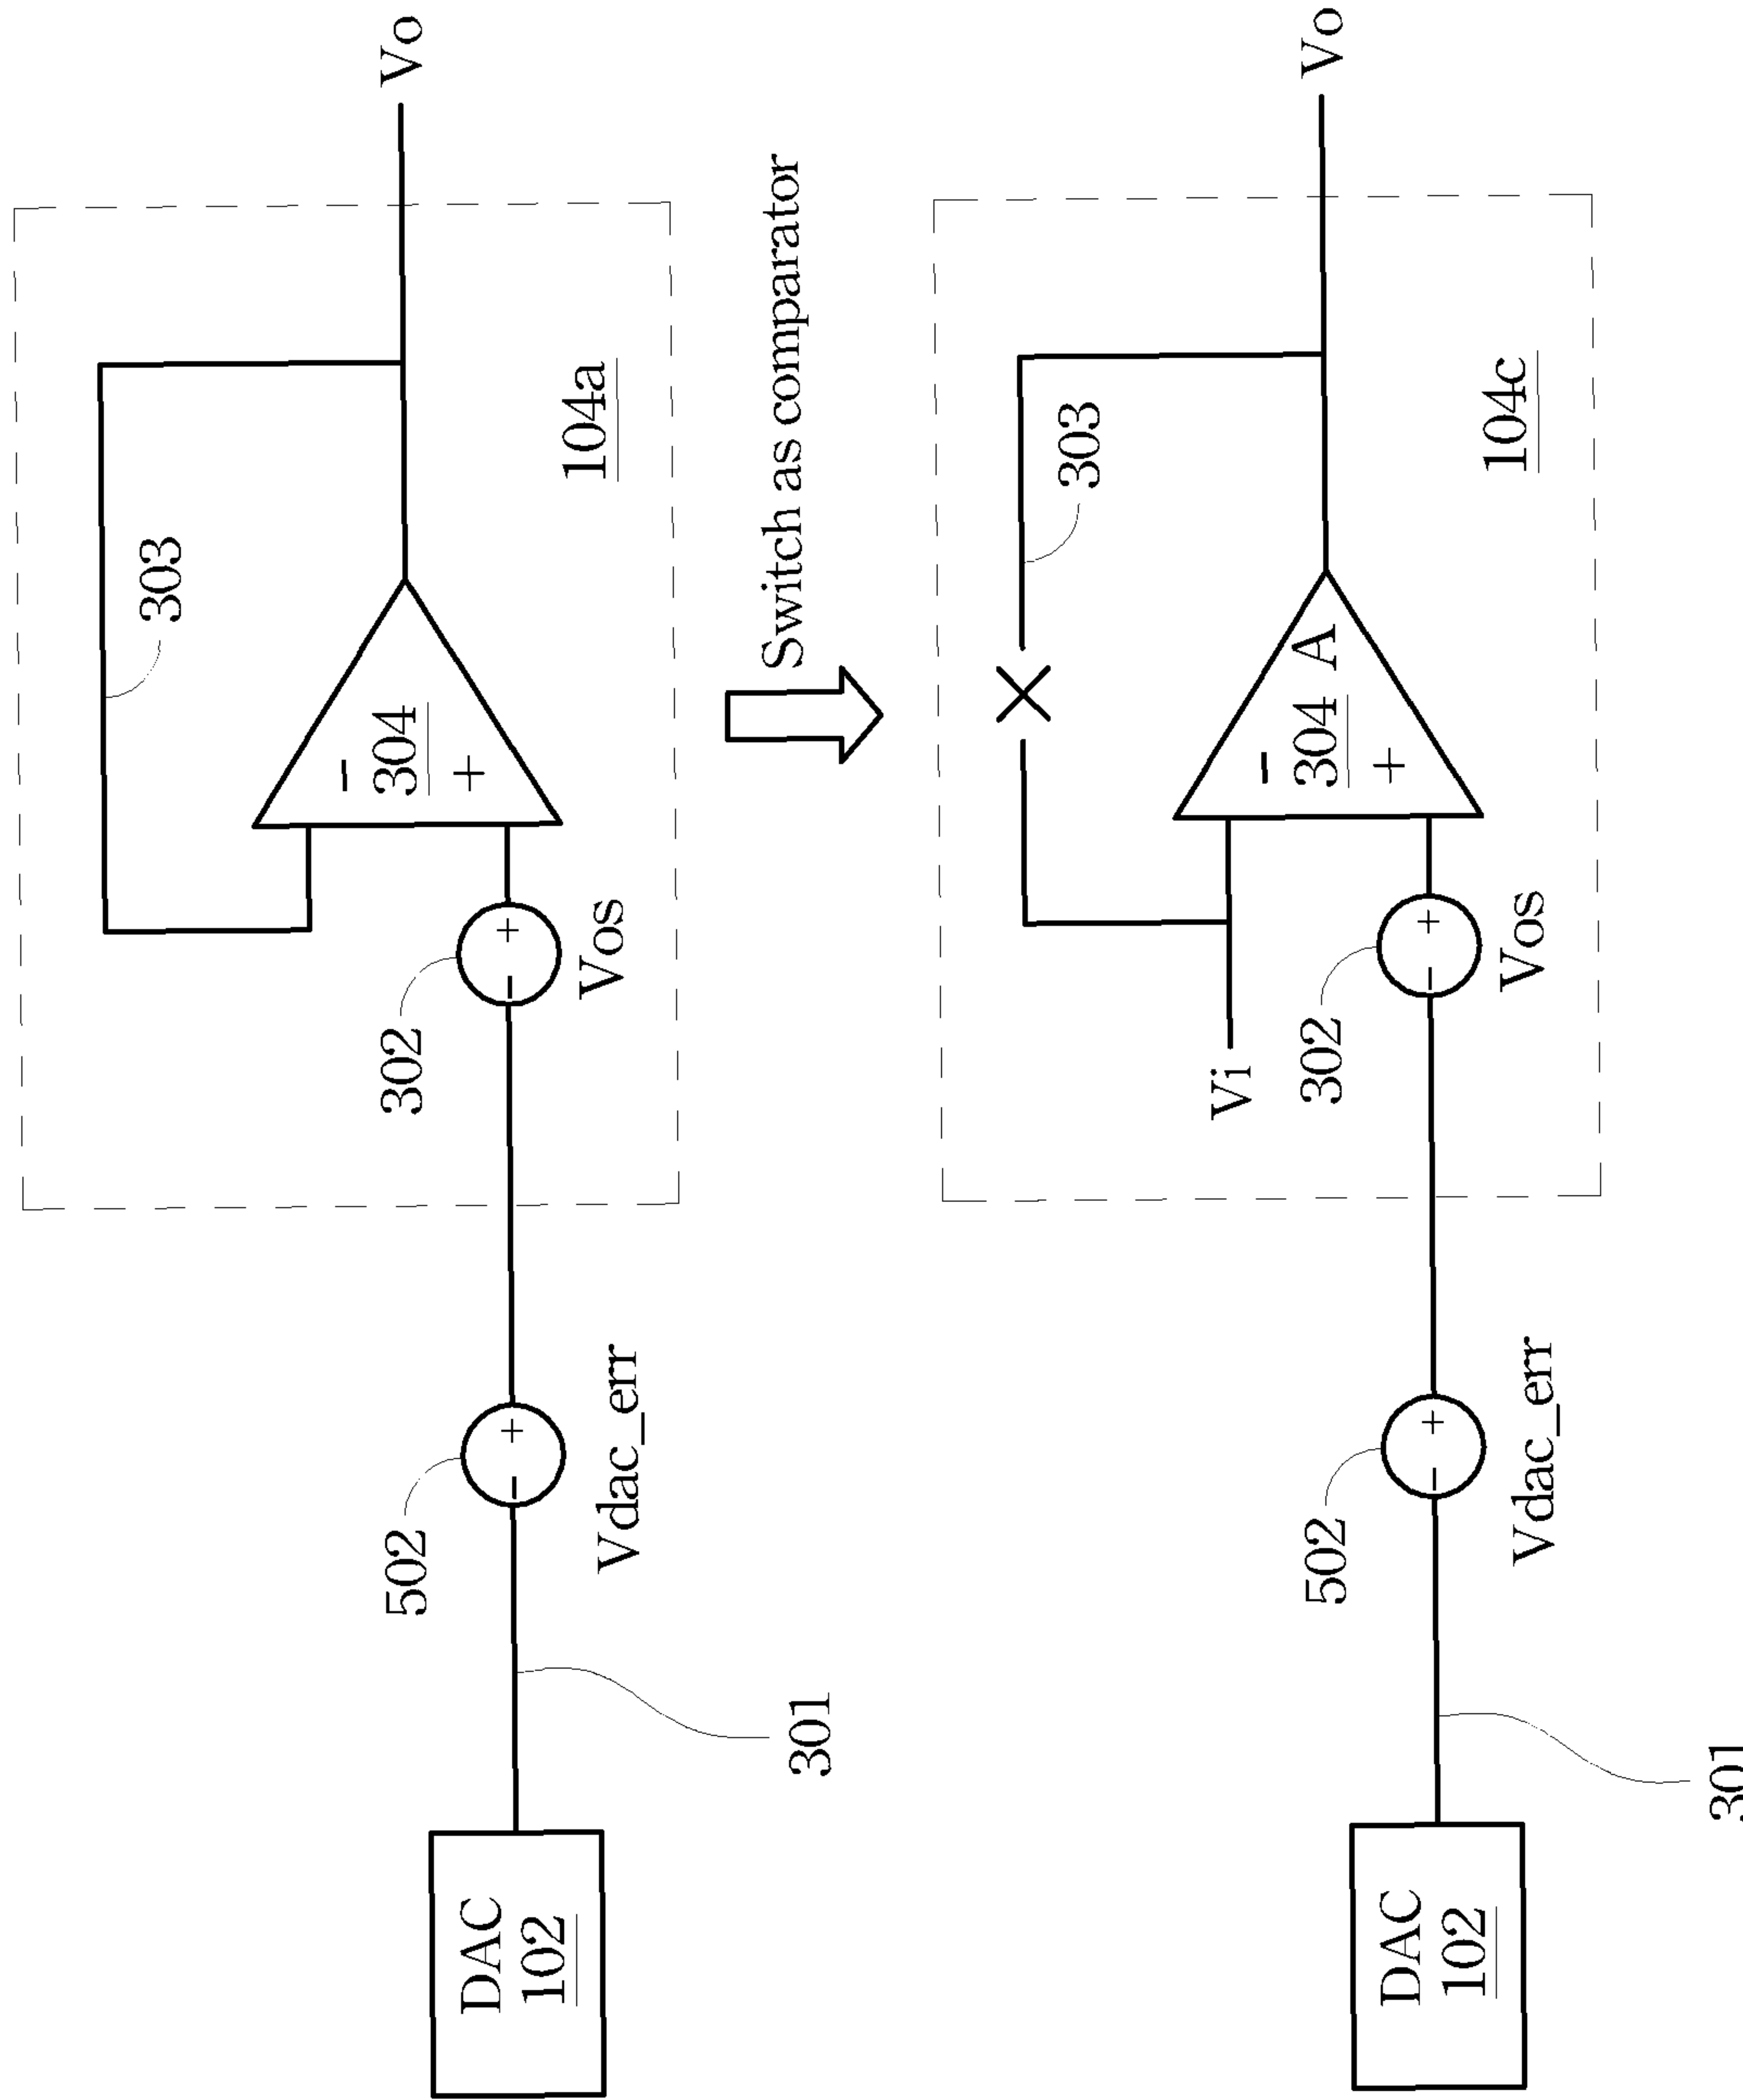 303
Vo
304
−
+
302
Vos
502
Vdac_err
301
DAC
102
104a
Switch as comparator
303
Vo
Vi
304 A
−
+
302
Vos
502
Vdac_err
301
DAC
102
104c